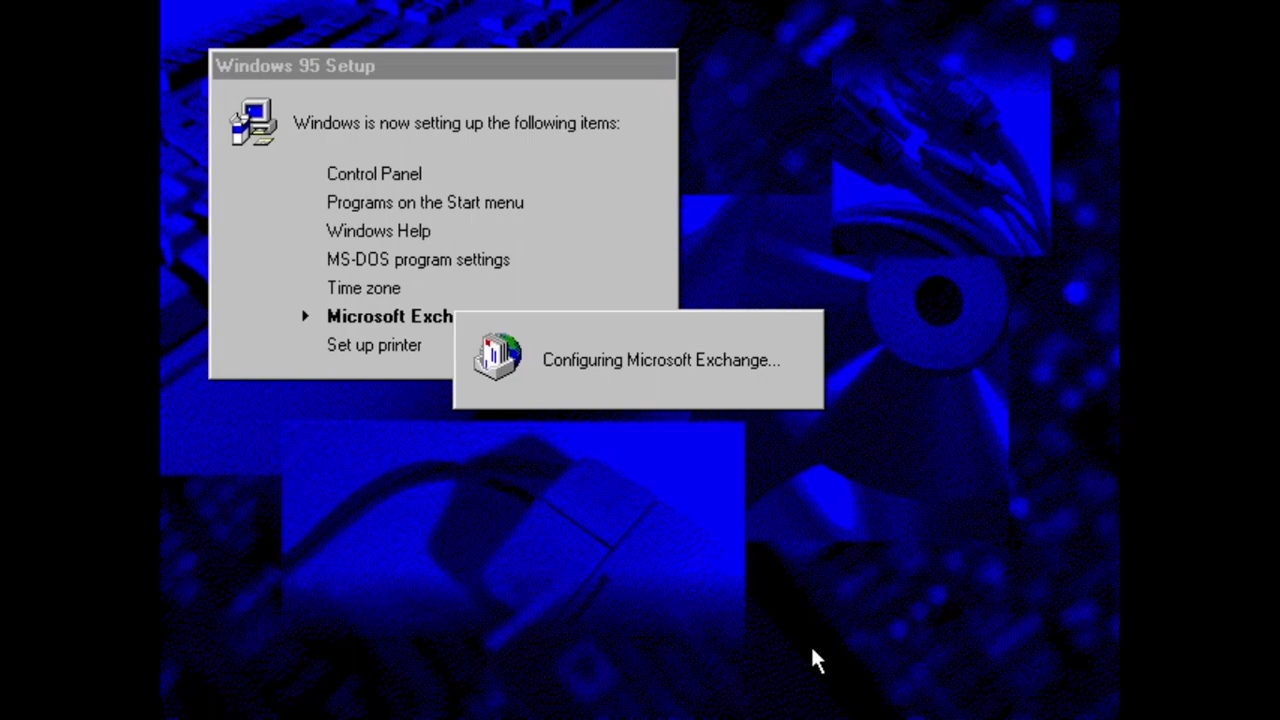 Windows 95 Setup
Windows is now setting up the following items:
Control Panel
Programs on the Start menu
Windows Help
MS-DOS program settings
Time zone
Microsoft Exch
Set up printer
Configuring Microsoft Exchange...